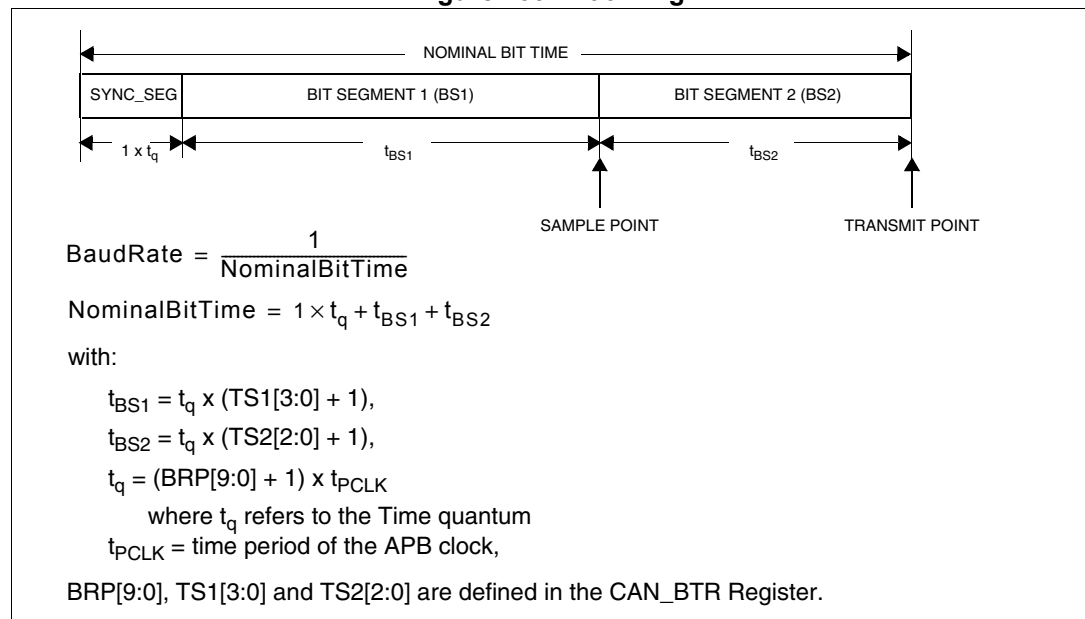 NOMINAL BIT TIME
SYNC_SEG
BIT SEGMENT 1 (BS1)
BIT SEGMENT 2 (BS2)
1 x tq
tBS1
tBS2
SAMPLE POINT
TRANSMIT POINT
BaudRate = 1 / NominalBitTime
NominalBitTime = 1 × tq + tBS1 + tBS2
with:
tBS1 = tq x (TS1[3:0] + 1),
tBS2 = tq x (TS2[2:0] + 1),
tq = (BRP[9:0] + 1) x tPCLK
where tq refers to the Time quantum
tPCLK = time period of the APB clock,
BRP[9:0], TS1[3:0] and TS2[2:0] are defined in the CAN_BTR Register.